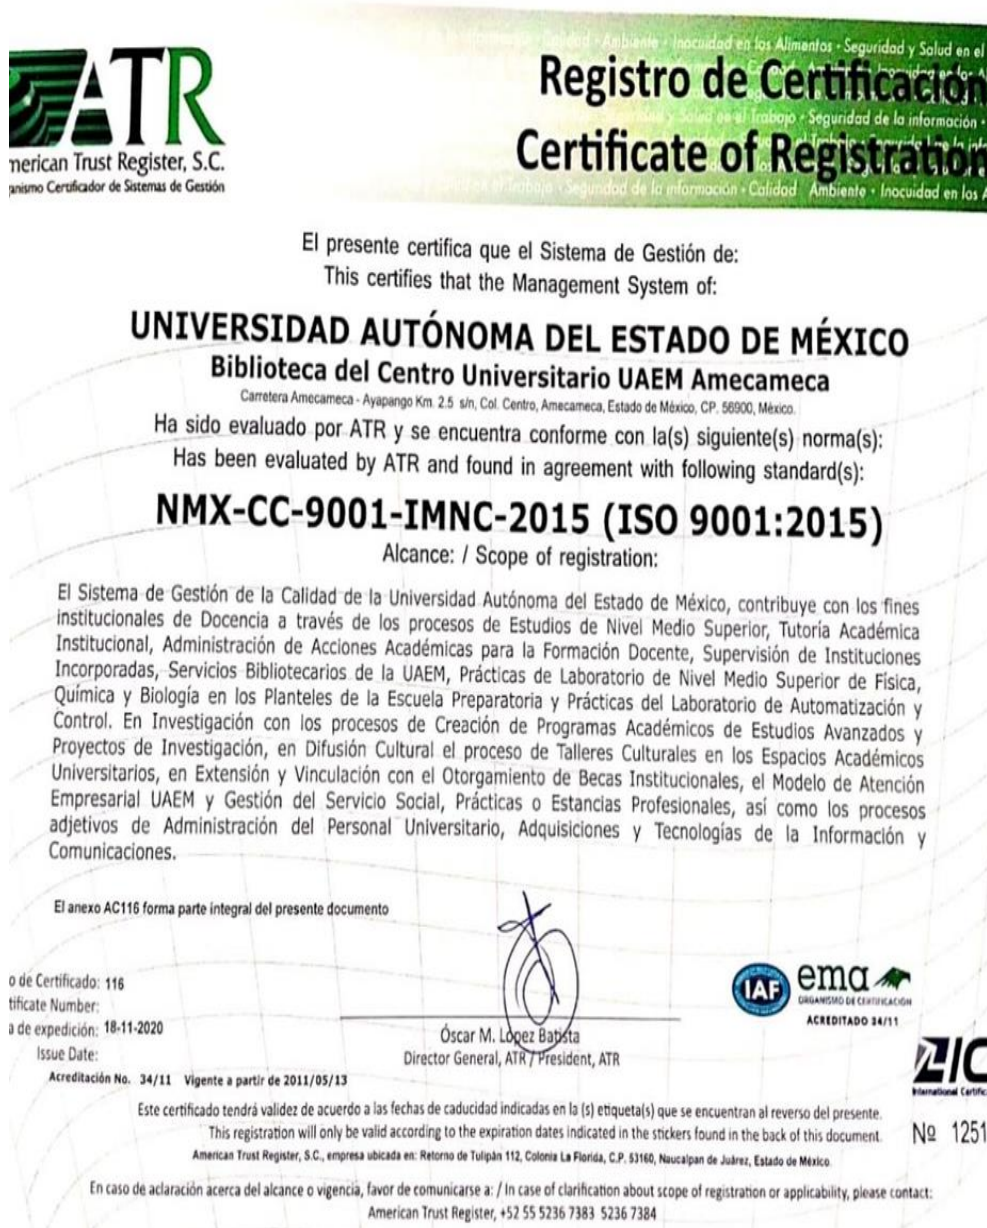 ATR
American Trust Register, S.C.
Organismo Certificador de Sistemas de Gestión
Registro de Certificación
Certificate of Registration
El presente certifica que el Sistema de Gestión de:
This certifies that the Management System of:
UNIVERSIDAD AUTÓNOMA DEL ESTADO DE MÉXICO
Biblioteca del Centro Universitario UAEM Amecameca
Carretera Amecameca - Ayapango Km. 2.5 s/n, Col. Centro, Amecameca, Estado de México, CP. 56900, México.
Ha sido evaluado por ATR y se encuentra conforme con la(s) siguiente(s) norma(s):
Has been evaluated by ATR and found in agreement with following standard(s):
NMX-CC-9001-IMNC-2015 (ISO 9001:2015)
Alcance: / Scope of registration:
El Sistema de Gestión de la Calidad de la Universidad Autónoma del Estado de México, contribuye con los fines
institucionales de Docencia a través de los procesos de Estudios de Nivel Medio Superior, Tutoría Académica
Institucional, Administración de Acciones Académicas para la Formación Docente, Supervisión de Instituciones
Incorporadas, Servicios Bibliotecarios de la UAEM, Prácticas de Laboratorio de Nivel Medio Superior de Física,
Química y Biología en los Planteles de la Escuela Preparatoria y Prácticas del Laboratorio de Automatización y
Control. En Investigación con los procesos de Creación de Programas Académicos de Estudios Avanzados y
Proyectos de Investigación, en Difusión Cultural el proceso de Talleres Culturales en los Espacios Académicos
Universitarios, en Extensión y Vinculación con el Otorgamiento de Becas Institucionales, el Modelo de Atención
Empresarial UAEM y Gestión del Servicio Social, Prácticas o Estancias Profesionales, así como los procesos
adjetivos de Administración del Personal Universitario, Adquisiciones y Tecnologías de la Información y
Comunicaciones.
El anexo AC116 forma parte integral del presente documento
o de Certificado: 116
tificate Number:
a de expedición: 18-11-2020
Issue Date:
IAF
ema
ORGANISMO DE CERTIFICACIÓN
ACREDITADO 34/11
Óscar M. López Batista
Director General, ATR / President, ATR
Acreditación No. 34/11 Vigente a partir de 2011/05/13
International Certific
Este certificado tendrá validez de acuerdo a las fechas de caducidad indicadas en la (s) etiqueta(s) que se encuentran al reverso del presente.
This registration will only be valid according to the expiration dates indicated in the stickers found in the back of this document.
Nº 1251
American Trust Register, S.C., empresa ubicada en: Retorno de Tulipán 112, Colonia La Florida, C.P. 53160, Naucalpan de Juárez, Estado de México.
En caso de aclaración acerca del alcance o vigencia, favor de comunicarse a: / In case of clarification about scope of registration or applicability, please contact:
American Trust Register, +52 55 5236 7383 5236 7384